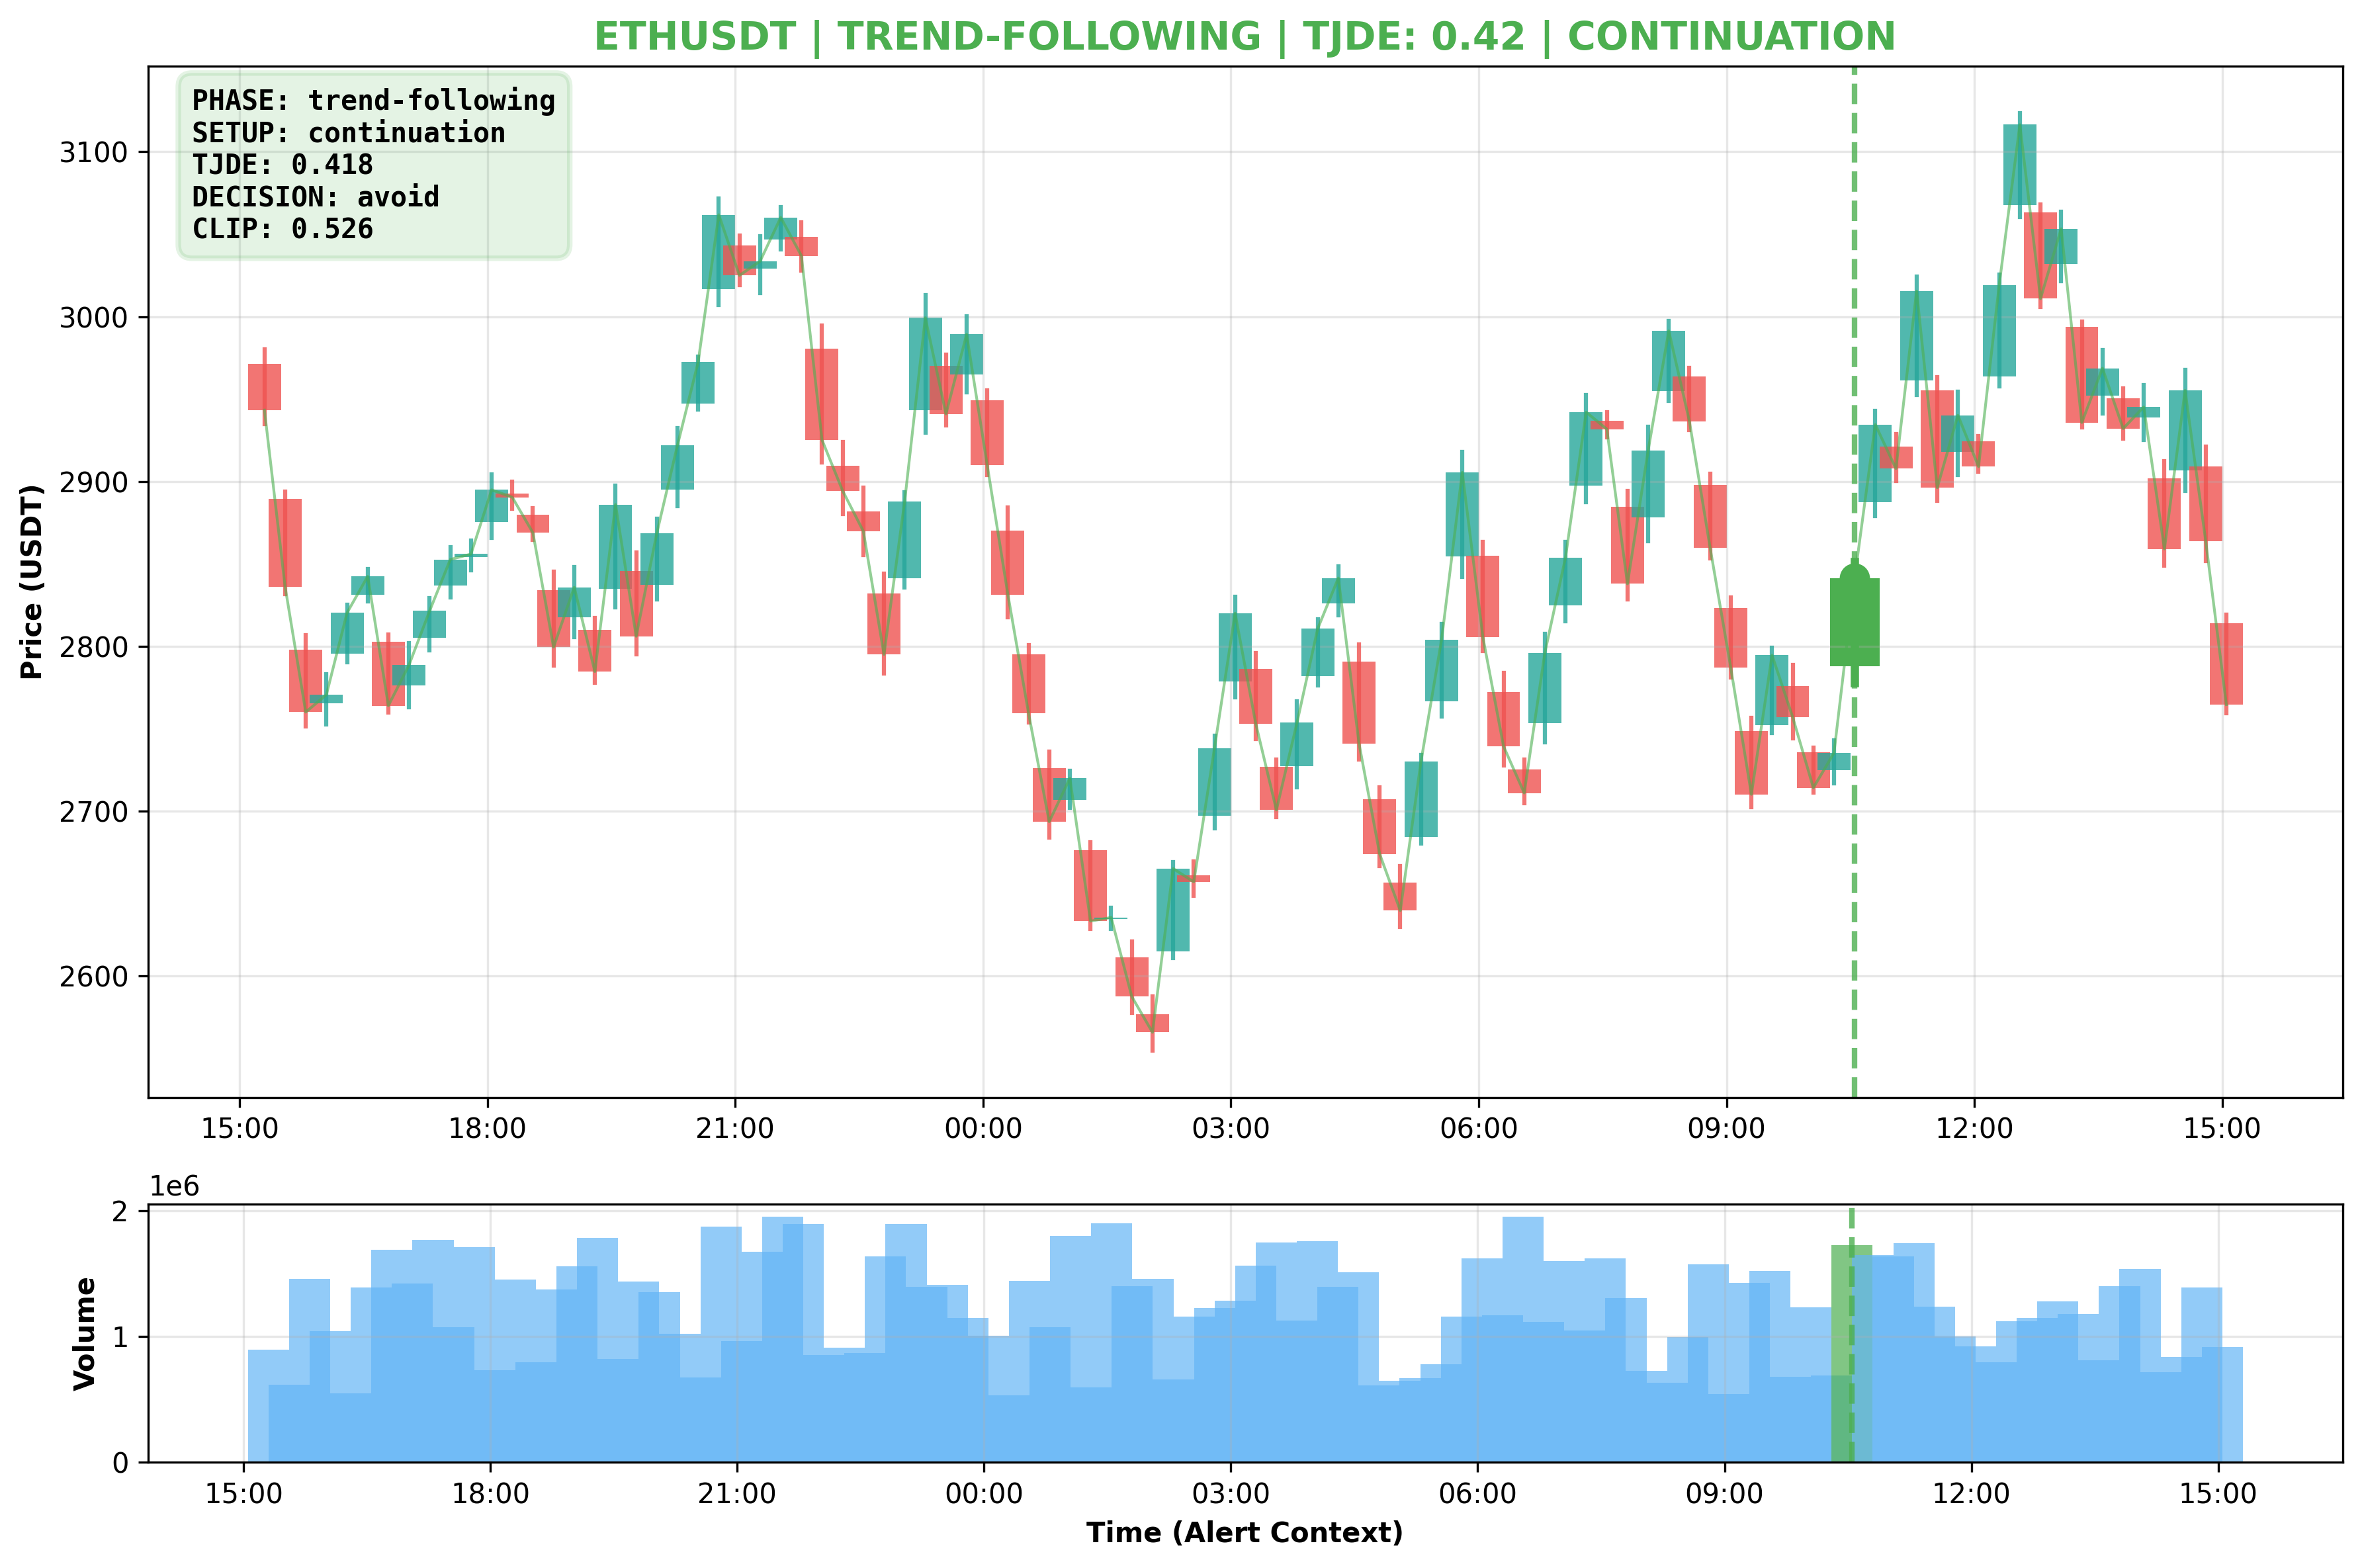 ETHUSDT | TREND-FOLLOWING | TJDE: 0.42 | CONTINUATION
PHASE: trend-following
SETUP: continuation
TJDE: 0.418
DECISION: avoid
CLIP: 0.526
Price (USDT)
3100
3000
2900
2800
2700
2600
15:00 18:00 21:00 00:00 03:00 06:00 09:00 12:00 15:00
1e6
Volume
2
1
0
15:00 18:00 21:00 00:00 03:00 06:00 09:00 12:00 15:00
Time (Alert Context)